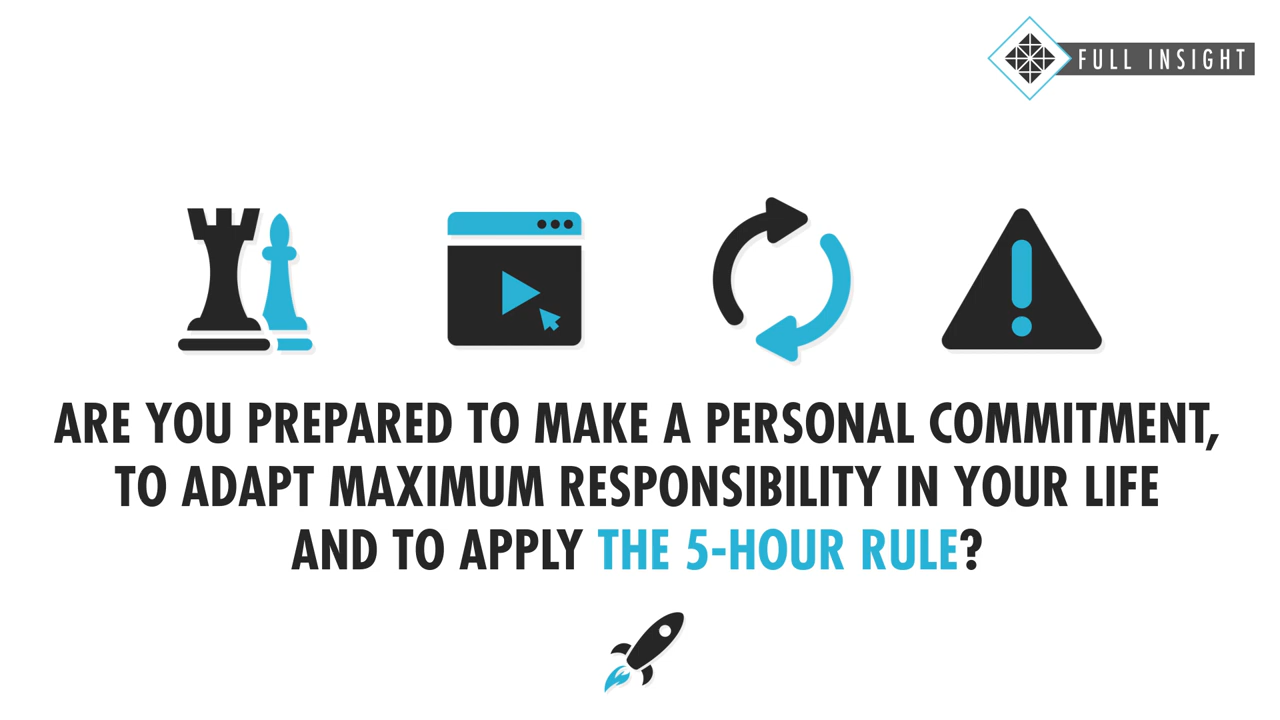 FULL INSIGHT
ARE YOU PREPARED TO MAKE A PERSONAL COMMITMENT,
TO ADAPT MAXIMUM RESPONSIBILITY IN YOUR LIFE
AND TO APPLY THE 5-HOUR RULE?